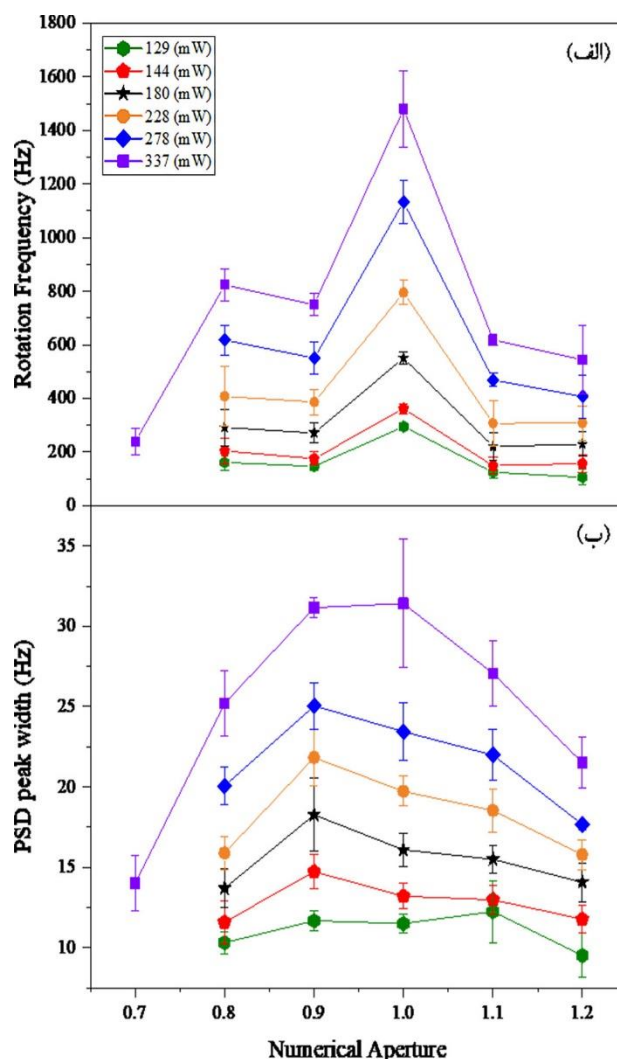 1800
1600
1400
1200
1000
800
600
400
200
0
Rotation Frequency (Hz)
129 (mW)
144 (mW)
180 (mW)
228 (mW)
278 (mW)
337 (mW)
(الف)
35
30
25
20
15
10
PSD peak width (Hz)
(ب)
0.7 0.8 0.9 1.0 1.1 1.2
Numerical Aperture